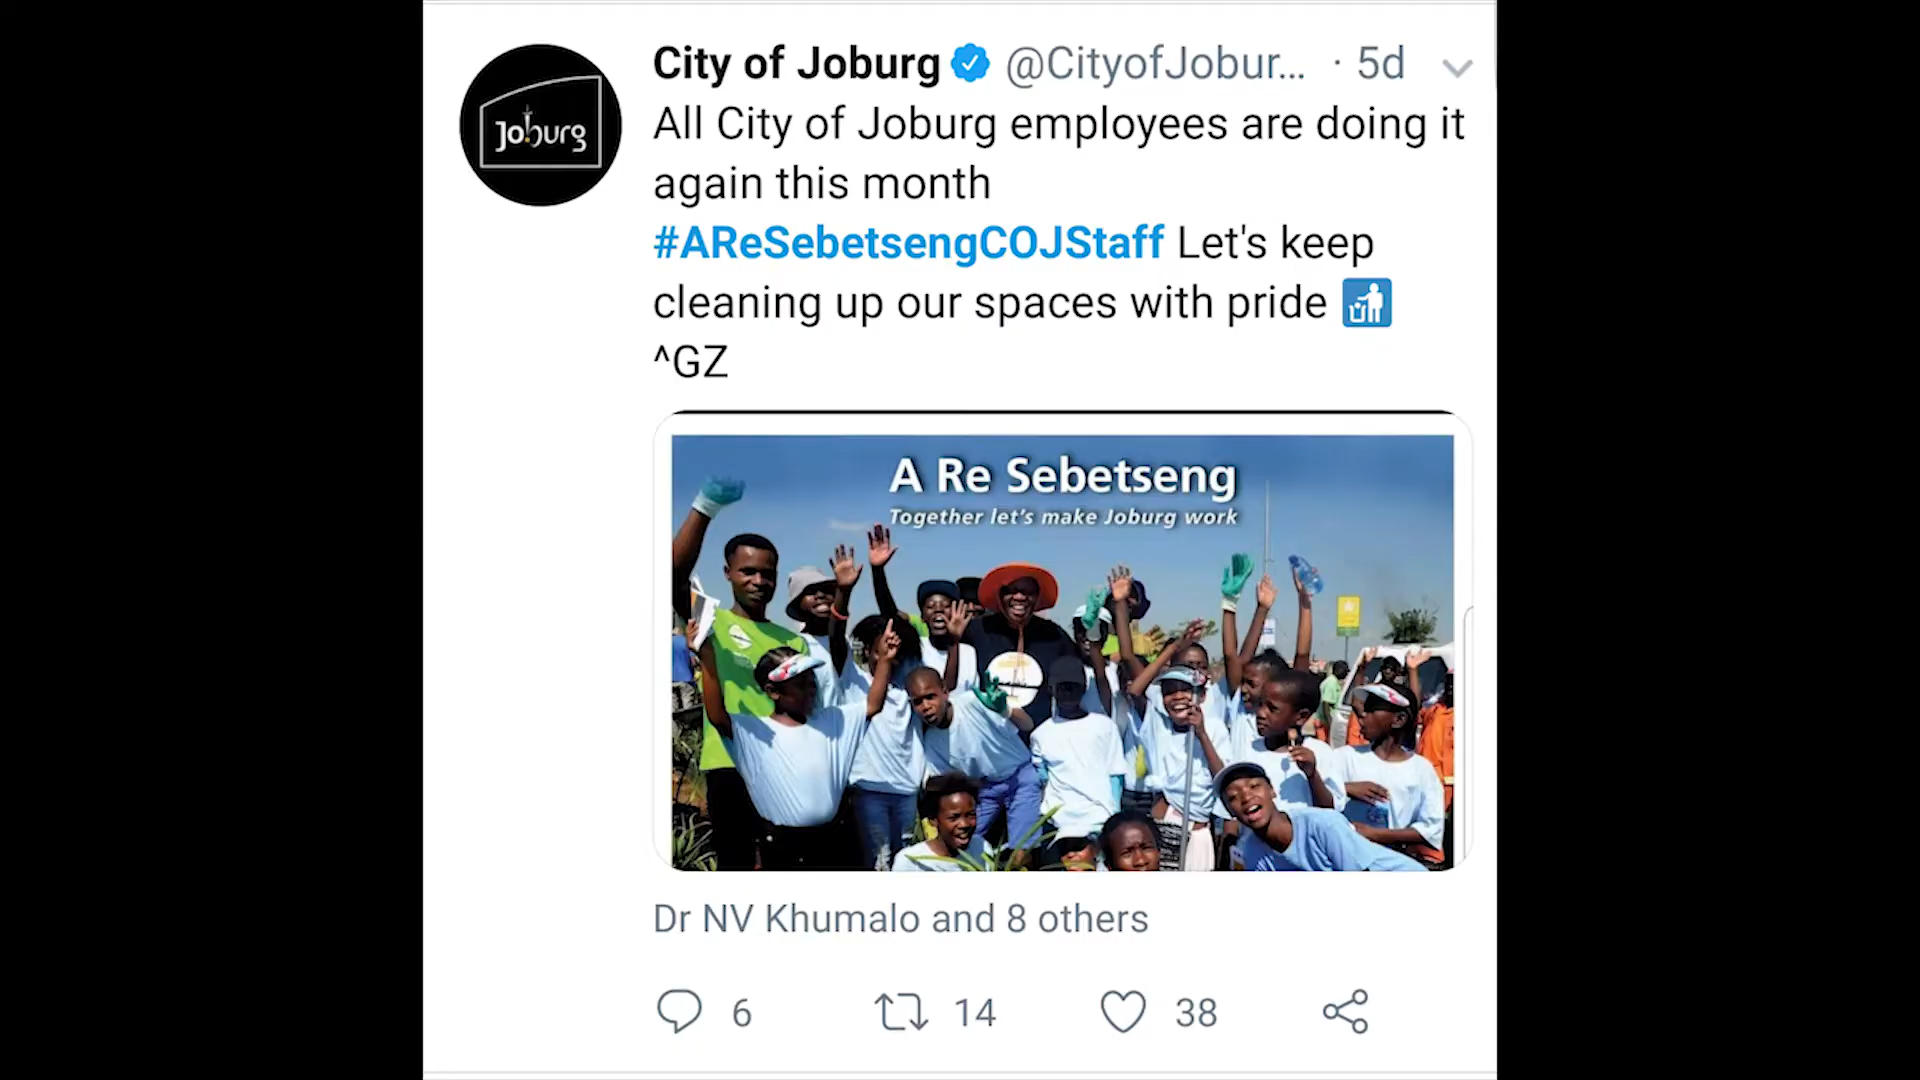 Joburg
City of Joburg @CityofJobur... · 5d
All City of Joburg employees are doing it
again this month
#AReSebetsengCOJStaff Let's keep
cleaning up our spaces with pride
^GZ
A Re Sebetseng
Together let's make Joburg work
Dr NV Khumalo and 8 others
6 14 38